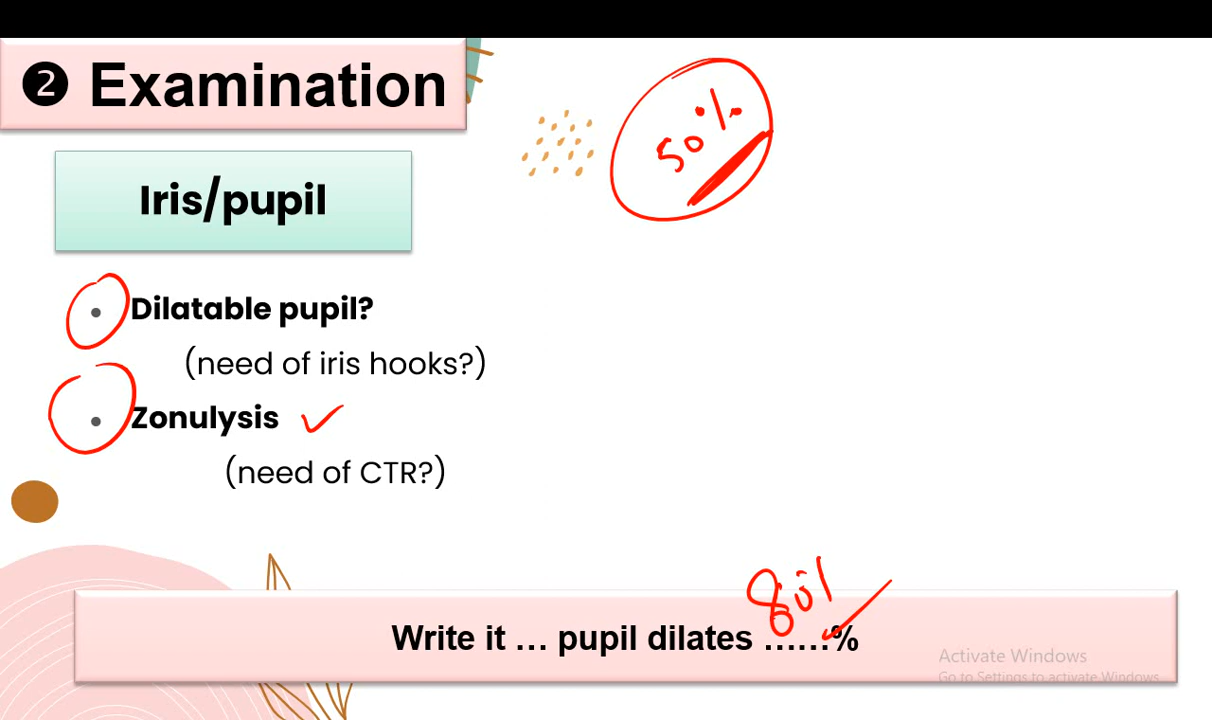 ❷ Examination
50%
Iris/pupil
• Dilatable pupil?
(need of iris hooks?)
• Zonulysis ✓
(need of CTR?)
80%
Write it … pupil dilates ……%
Activate Windows
Go to Settings to activate Windows.